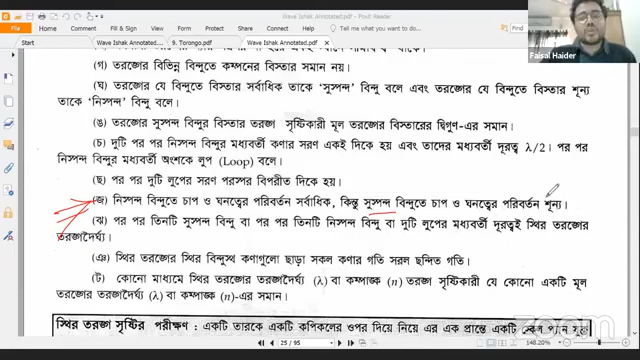 Wave Ishak Annotated.pdf - Foxit Reader
File Home Comment View Form Protect Share Help Tell me what you want to do...
Start Wave Ishak Annotated.... 9. Torongo.pdf Wave Ishak Annotated.pdf
(গ) তরঙ্গের বিভিন্ন বিন্দুতে কম্পনের বিস্তার সমান নয়।
(ঘ) তরঙ্গের যে বিন্দুতে বিস্তার সর্বাধিক তাকে 'সুস্পন্দ' বিন্দু বলে এবং তরঙ্গের যে বিন্দুতে বিস্তার শূন্য
তাকে 'নিস্পন্দ' বিন্দু বলে।
(ঙ) তরঙ্গের সুস্পন্দ বিন্দুর বিস্তার তরঙ্গ সৃষ্টিকারী মূল তরঙ্গের বিস্তারের দ্বিগুণ-এর সমান।
(চ) দুটি পর পর নিস্পন্দ বিন্দুর মধ্যবর্তী কণার সরণ একই দিকে হয় এবং তাদের মধ্যবর্তী দূরত্ব λ/2। পর পর
নিস্পন্দ বিন্দুর মধ্যবর্তী অংশকে লুপ (Loop) বলে।
(ছ) পর পর দুটি লুপের সরণ পরস্পর বিপরীত দিকে হয়।
(জ) নিস্পন্দ বিন্দুতে চাপ ও ঘনত্বের পরিবর্তন সর্বাধিক, কিন্তু সুস্পন্দ বিন্দুতে চাপ ও ঘনত্বের পরিবর্তন শূন্য।
(ঝ) পর পর তিনটি সুস্পন্দ বিন্দু বা পর পর তিনটি নিস্পন্দ বিন্দু বা দুটি লুপের মধ্যবর্তী দূরত্বই স্থির তরঙ্গের
তরঙ্গদৈর্ঘ্য।
(ঞ) স্থির তরঙ্গের স্থির বিন্দুস্থ কণাগুলো ছাড়া সকল কণার গতি সরল ছন্দিত গতি।
(ট) কোনো মাধ্যমে স্থির তরঙ্গের তরঙ্গদৈর্ঘ্য (λ) বা কম্পাঙ্ক (n) তরঙ্গ সৃষ্টিকারী যে কোনো একটি মূল
তরঙ্গের তরঙ্গদৈর্ঘ্য (λ) বা কম্পাঙ্ক (n)-এর সমান।
স্থির তরঙ্গ সৃষ্টির পরীক্ষণ : একটি তারকে একটি কপিকলের ওপর দিয়ে নিয়ে এর এক প্রান্তে একটি স্কেল প্যান যুক্ত
Faisal Haider
zoom
25 / 95
148.20%